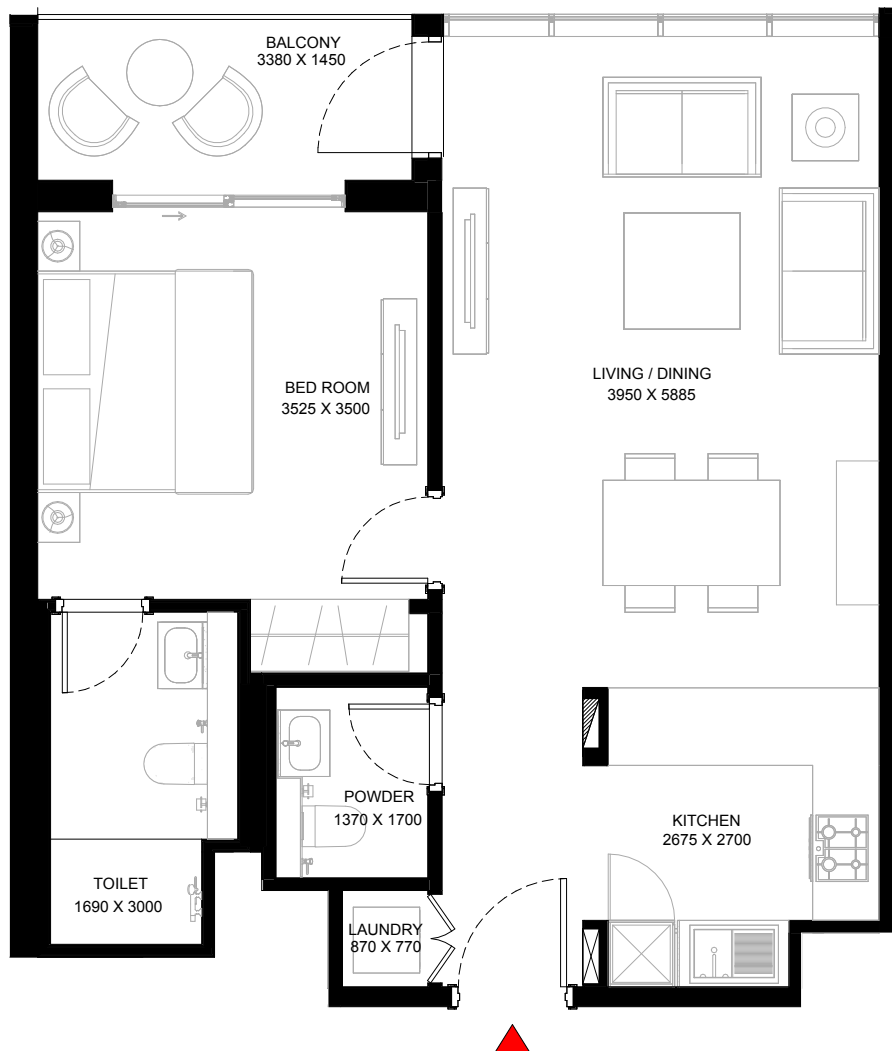 BALCONY
3380 X 1450
LIVING / DINING
3950 X 5885
BED ROOM
3525 X 3500
POWDER
1370 X 1700
KITCHEN
2675 X 2700
TOILET
1690 X 3000
LAUNDRY
870 X 770